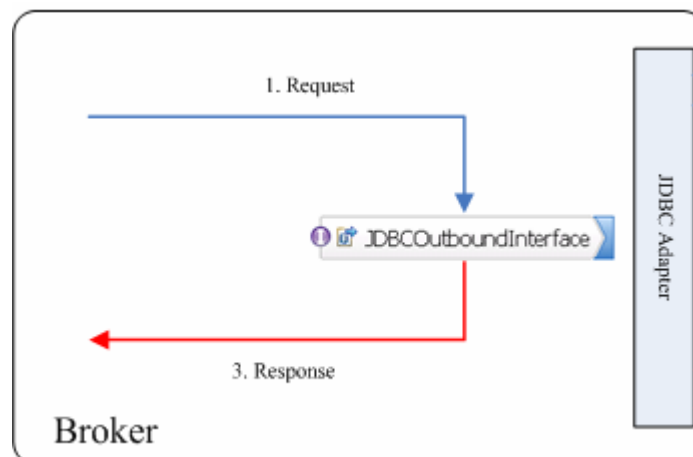 1. Request
JDBCOutboundInterface
JDBC Adapter
3. Response
Broker